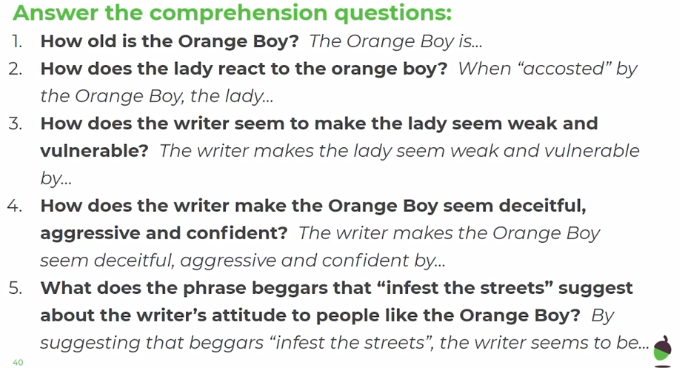 Answer the comprehension questions:
1. How old is the Orange Boy? The Orange Boy is...
2. How does the lady react to the orange boy? When “accosted” by
the Orange Boy, the lady...
3. How does the writer seem to make the lady seem weak and
vulnerable? The writer makes the lady seem weak and vulnerable
by...
4. How does the writer make the Orange Boy seem deceitful,
aggressive and confident? The writer makes the Orange Boy
seem deceitful, aggressive and confident by...
5. What does the phrase beggars that “infest the streets” suggest
about the writer’s attitude to people like the Orange Boy? By
suggesting that beggars “infest the streets”, the writer seems to be...
40